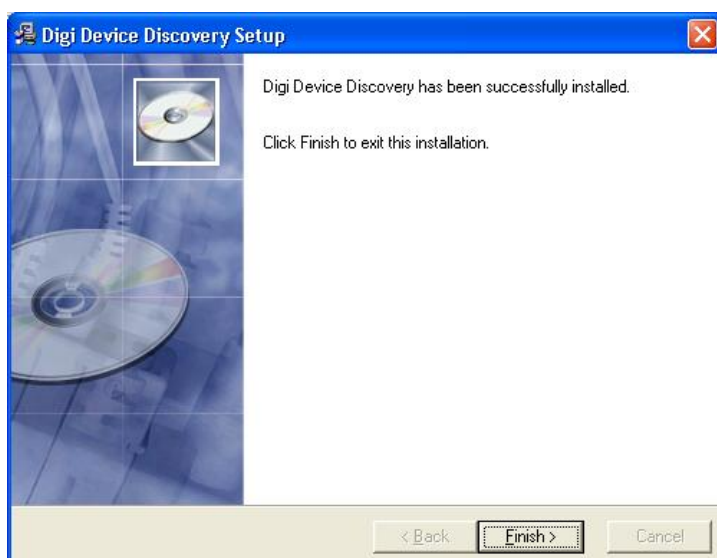 Digi Device Discovery Setup
Digi Device Discovery has been successfully installed.
Click Finish to exit this installation.
< Back
Finish >
Cancel